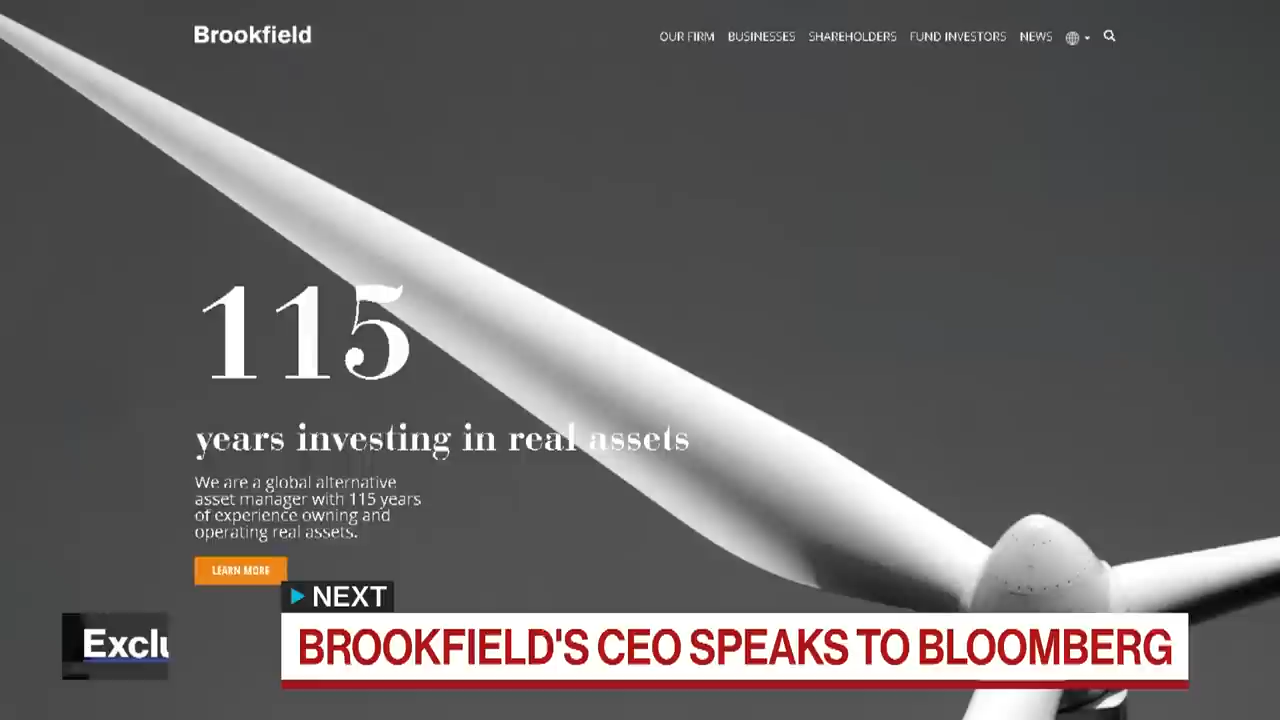 Brookfield
OUR FIRM BUSINESSES SHAREHOLDERS FUND INVESTORS NEWS
115
years investing in real assets
We are a global alternative
asset manager with 115 years
of experience owning and
operating real assets.
LEARN MORE
NEXT
Exclu
BROOKFIELD'S CEO SPEAKS TO BLOOMBERG